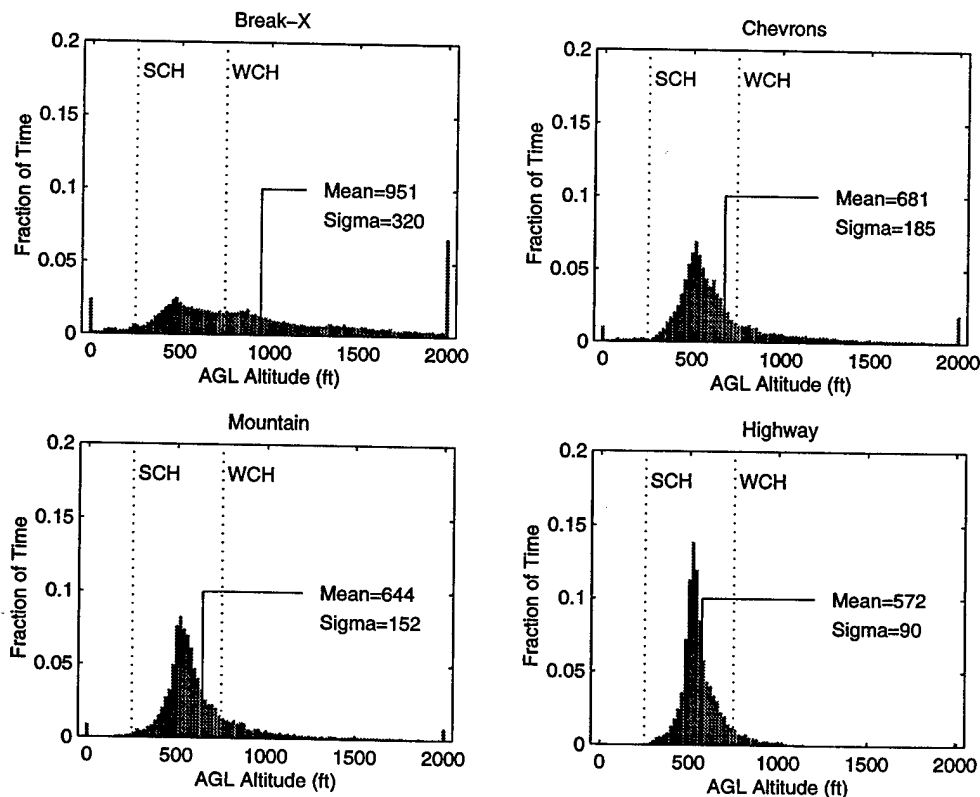 Break-X
0.2
0.15
0.1
0.05
0
Fraction of Time
SCH
WCH
Mean=951
Sigma=320
0
500
1000
1500
2000
AGL Altitude (ft)
Chevrons
0.2
0.15
0.1
0.05
0
Fraction of Time
SCH
WCH
Mean=681
Sigma=185
0
500
1000
1500
2000
AGL Altitude (ft)
Mountain
0.2
0.15
0.1
0.05
0
Fraction of Time
SCH
WCH
Mean=644
Sigma=152
0
500
1000
1500
2000
AGL Altitude (ft)
Highway
0.2
0.15
0.1
0.05
0
Fraction of Time
SCH
WCH
Mean=572
Sigma=90
0
500
1000
1500
2000
AGL Altitude (ft)